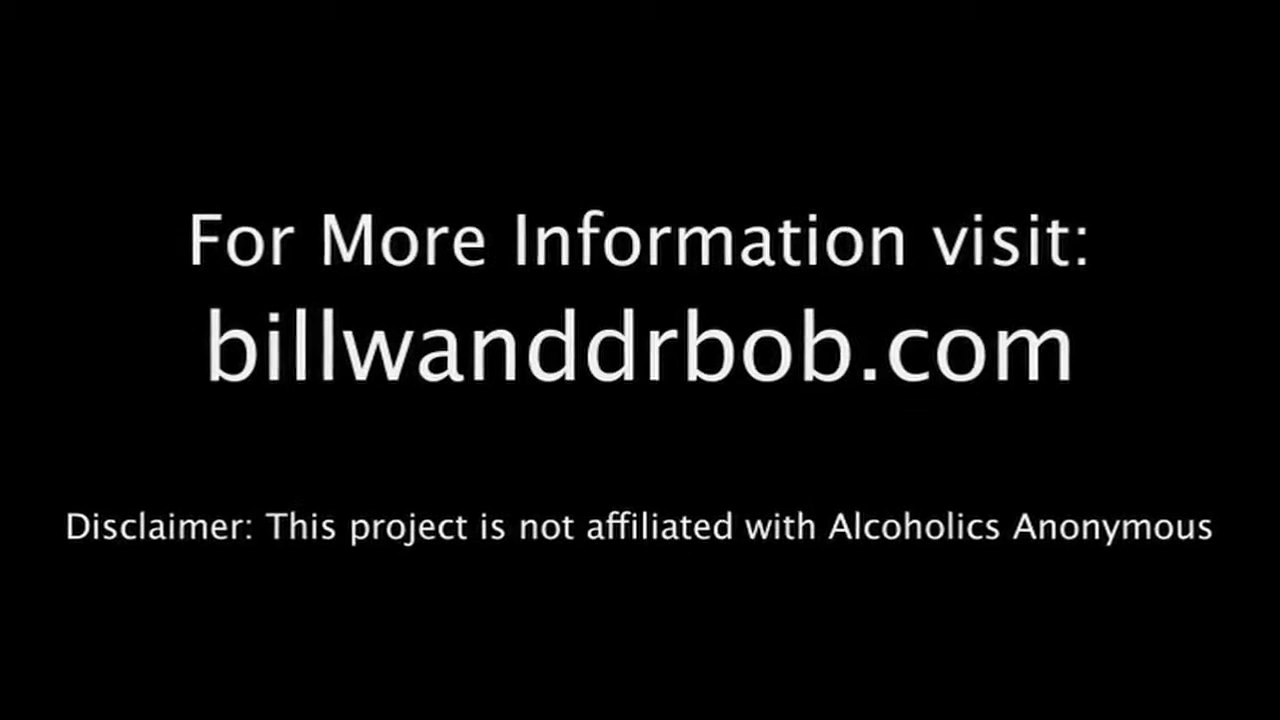 For More Information visit:
billwanddrbob.com
Disclaimer: This project is not affiliated with Alcoholics Anonymous